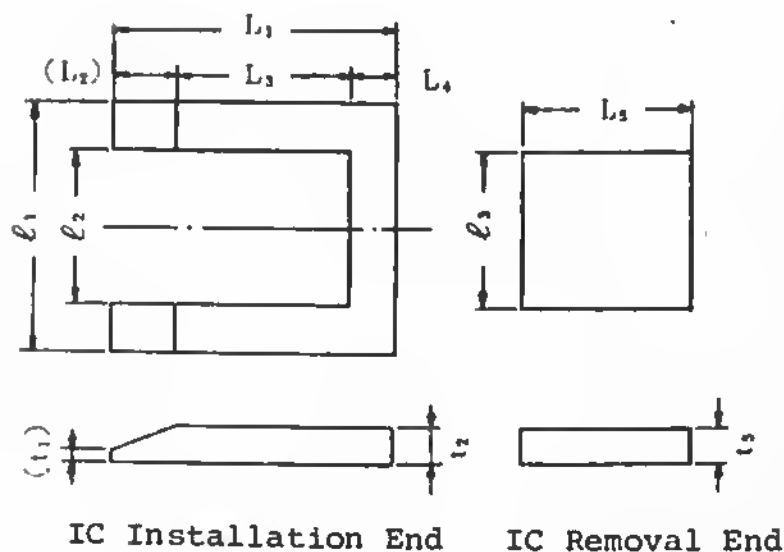 L₁
(L₂) L₃ L₄
L₅
ℓ₁ ℓ₂ ℓ₃
(t₁) t₂ t₃
IC Installation End IC Removal End